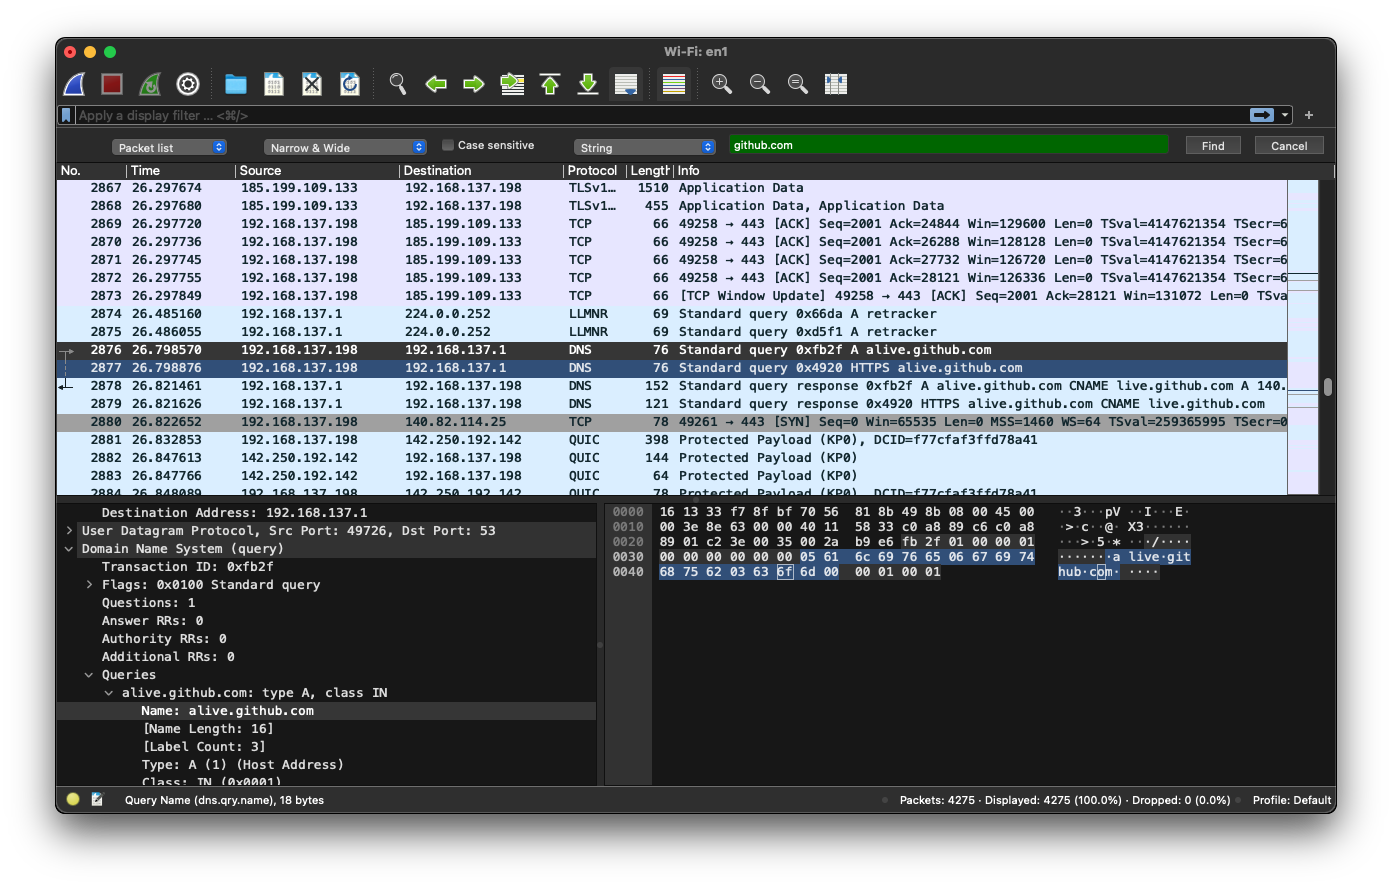 Wi-Fi: en1
Apply a display filter … <⌘/>
Packet list Narrow & Wide Case sensitive String github.com Find Cancel
No. Time Source Destination Protocol Length Info
2867 26.297674 185.199.109.133 192.168.137.198 TLSv1… 1510 Application Data
2868 26.297680 185.199.109.133 192.168.137.198 TLSv1… 455 Application Data, Application Data
2869 26.297720 192.168.137.198 185.199.109.133 TCP 66 49258 → 443 [ACK] Seq=2001 Ack=24844 Win=129600 Len=0 TSval=4147621354 TSecr=6
2870 26.297736 192.168.137.198 185.199.109.133 TCP 66 49258 → 443 [ACK] Seq=2001 Ack=26288 Win=128128 Len=0 TSval=4147621354 TSecr=6
2871 26.297745 192.168.137.198 185.199.109.133 TCP 66 49258 → 443 [ACK] Seq=2001 Ack=27732 Win=126720 Len=0 TSval=4147621354 TSecr=6
2872 26.297755 192.168.137.198 185.199.109.133 TCP 66 49258 → 443 [ACK] Seq=2001 Ack=28121 Win=126336 Len=0 TSval=4147621354 TSecr=6
2873 26.297849 192.168.137.198 185.199.109.133 TCP 66 [TCP Window Update] 49258 → 443 [ACK] Seq=2001 Ack=28121 Win=131072 Len=0 TSva
2874 26.485160 192.168.137.1 224.0.0.252 LLMNR 69 Standard query 0x66da A retracker
2875 26.486055 192.168.137.1 224.0.0.252 LLMNR 69 Standard query 0xd5f1 A retracker
2876 26.798570 192.168.137.198 192.168.137.1 DNS 76 Standard query 0xfb2f A alive.github.com
2877 26.798876 192.168.137.198 192.168.137.1 DNS 76 Standard query 0x4920 HTTPS alive.github.com
2878 26.821461 192.168.137.1 192.168.137.198 DNS 152 Standard query response 0xfb2f A alive.github.com CNAME live.github.com A 140.
2879 26.821626 192.168.137.1 192.168.137.198 DNS 121 Standard query response 0x4920 HTTPS alive.github.com CNAME live.github.com
2880 26.822652 192.168.137.198 140.82.114.25 TCP 78 49261 → 443 [SYN] Seq=0 Win=65535 Len=0 MSS=1460 WS=64 TSval=259365995 TSecr=0
2881 26.832853 192.168.137.198 142.250.192.142 QUIC 398 Protected Payload (KP0), DCID=f77cfaf3ffd78a41
2882 26.847613 142.250.192.142 192.168.137.198 QUIC 144 Protected Payload (KP0)
2883 26.847766 142.250.192.142 192.168.137.198 QUIC 64 Protected Payload (KP0)
2884 26.848089 192.168.137.198 142.250.192.142 QUIC 78 Protected Payload (KP0), DCID=f77cfaf3ffd78a41
Destination Address: 192.168.137.1
User Datagram Protocol, Src Port: 49726, Dst Port: 53
Domain Name System (query)
Transaction ID: 0xfb2f
Flags: 0x0100 Standard query
Questions: 1
Answer RRs: 0
Authority RRs: 0
Additional RRs: 0
Queries
alive.github.com: type A, class IN
Name: alive.github.com
[Name Length: 16]
[Label Count: 3]
Type: A (1) (Host Address)
Class: IN (0x0001)
0000 16 13 33 f7 8f bf 70 56 81 8b 49 8b 08 00 45 00 ··3···pV ··I···E·
0010 00 3e 8e 63 00 00 40 11 58 33 c0 a8 89 c6 c0 a8 ·>·c··@· X3······
0020 89 01 c2 3e 00 35 00 2a b9 e6 fb 2f 01 00 00 01 ···>·5·* ···/····
0030 00 00 00 00 00 00 05 61 6c 69 76 65 06 67 69 74 ·······a live·git
0040 68 75 62 03 63 6f 6d 00 00 01 00 01 hub·com· ····
Query Name (dns.qry.name), 18 bytes
Packets: 4275 · Displayed: 4275 (100.0%) · Dropped: 0 (0.0%)
Profile: Default